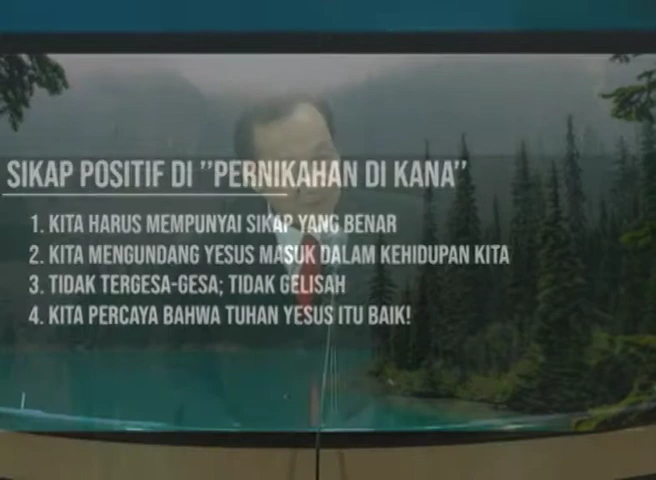 SIKAP POSITIF DI ”PERNIKAHAN DI KANA”
1. KITA HARUS MEMPUNYAI SIKAP YANG BENAR
2. KITA MENGUNDANG YESUS MASUK DALAM KEHIDUPAN KITA
3. TIDAK TERGESA-GESA; TIDAK GELISAH
4. KITA PERCAYA BAHWA TUHAN YESUS ITU BAIK!